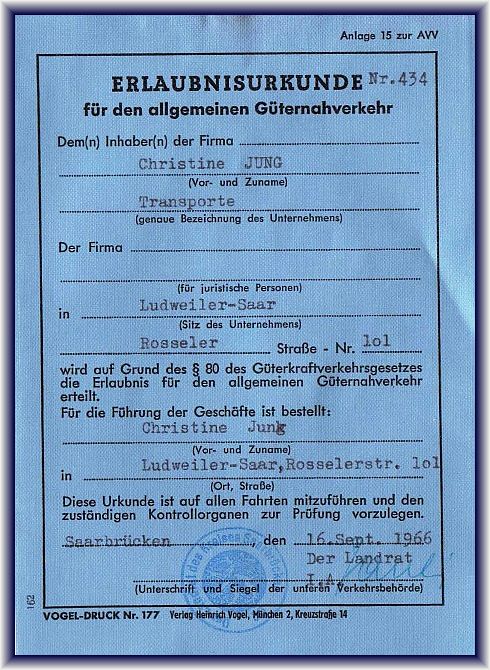 Anlage 15 zur AVV
ERLAUBNISURKUNDE Nr.434
für den allgemeinen Güternahverkehr
Dem(n) Inhaber(n) der Firma
Christine JUNG
(Vor- und Zuname)
Transporte
(genaue Bezeichnung des Unternehmens)
Der Firma
(für juristische Personen)
in Ludweiler-Saar
(Sitz des Unternehmens)
Rosseler Straße - Nr. lol
wird auf Grund des § 80 des Güterkraftverkehrsgesetzes
die Erlaubnis für den allgemeinen Güternahverkehr
erteilt.
Für die Führung der Geschäfte ist bestellt:
Christine Jung
(Vor- und Zuname)
in Ludweiler-Saar,Rosselerstr. lol
(Ort, Straße)
Diese Urkunde ist auf allen Fahrten mitzuführen und den
zuständigen Kontrollorganen zur Prüfung vorzulegen.
Saarbrücken, den 16.Sept. 1966
Der Landrat
I.A.
(Unterschrift und Siegel der unteren Verkehrsbehörde)
162
VOGEL-DRUCK Nr. 177 Verlag Heinrich Vogel, München 2, Kreuzstraße 14